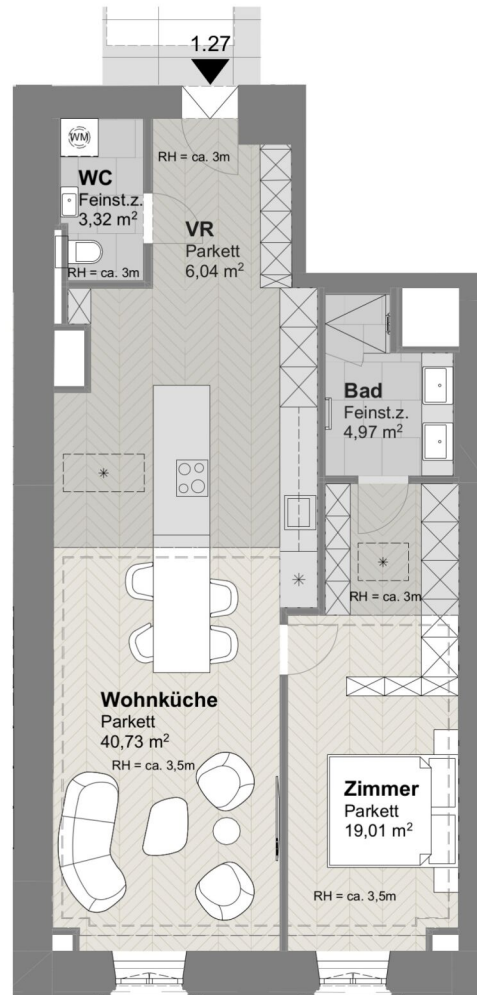 1.27
WM
RH = ca. 3m
WC
Feinst.z.
3,32 m²
RH = ca. 3m
VR
Parkett
6,04 m²
Bad
Feinst.z.
4,97 m²
*
*
*
RH = ca. 3m
Wohnküche
Parkett
40,73 m²
RH = ca. 3,5m
Zimmer
Parkett
19,01 m²
RH = ca. 3,5m